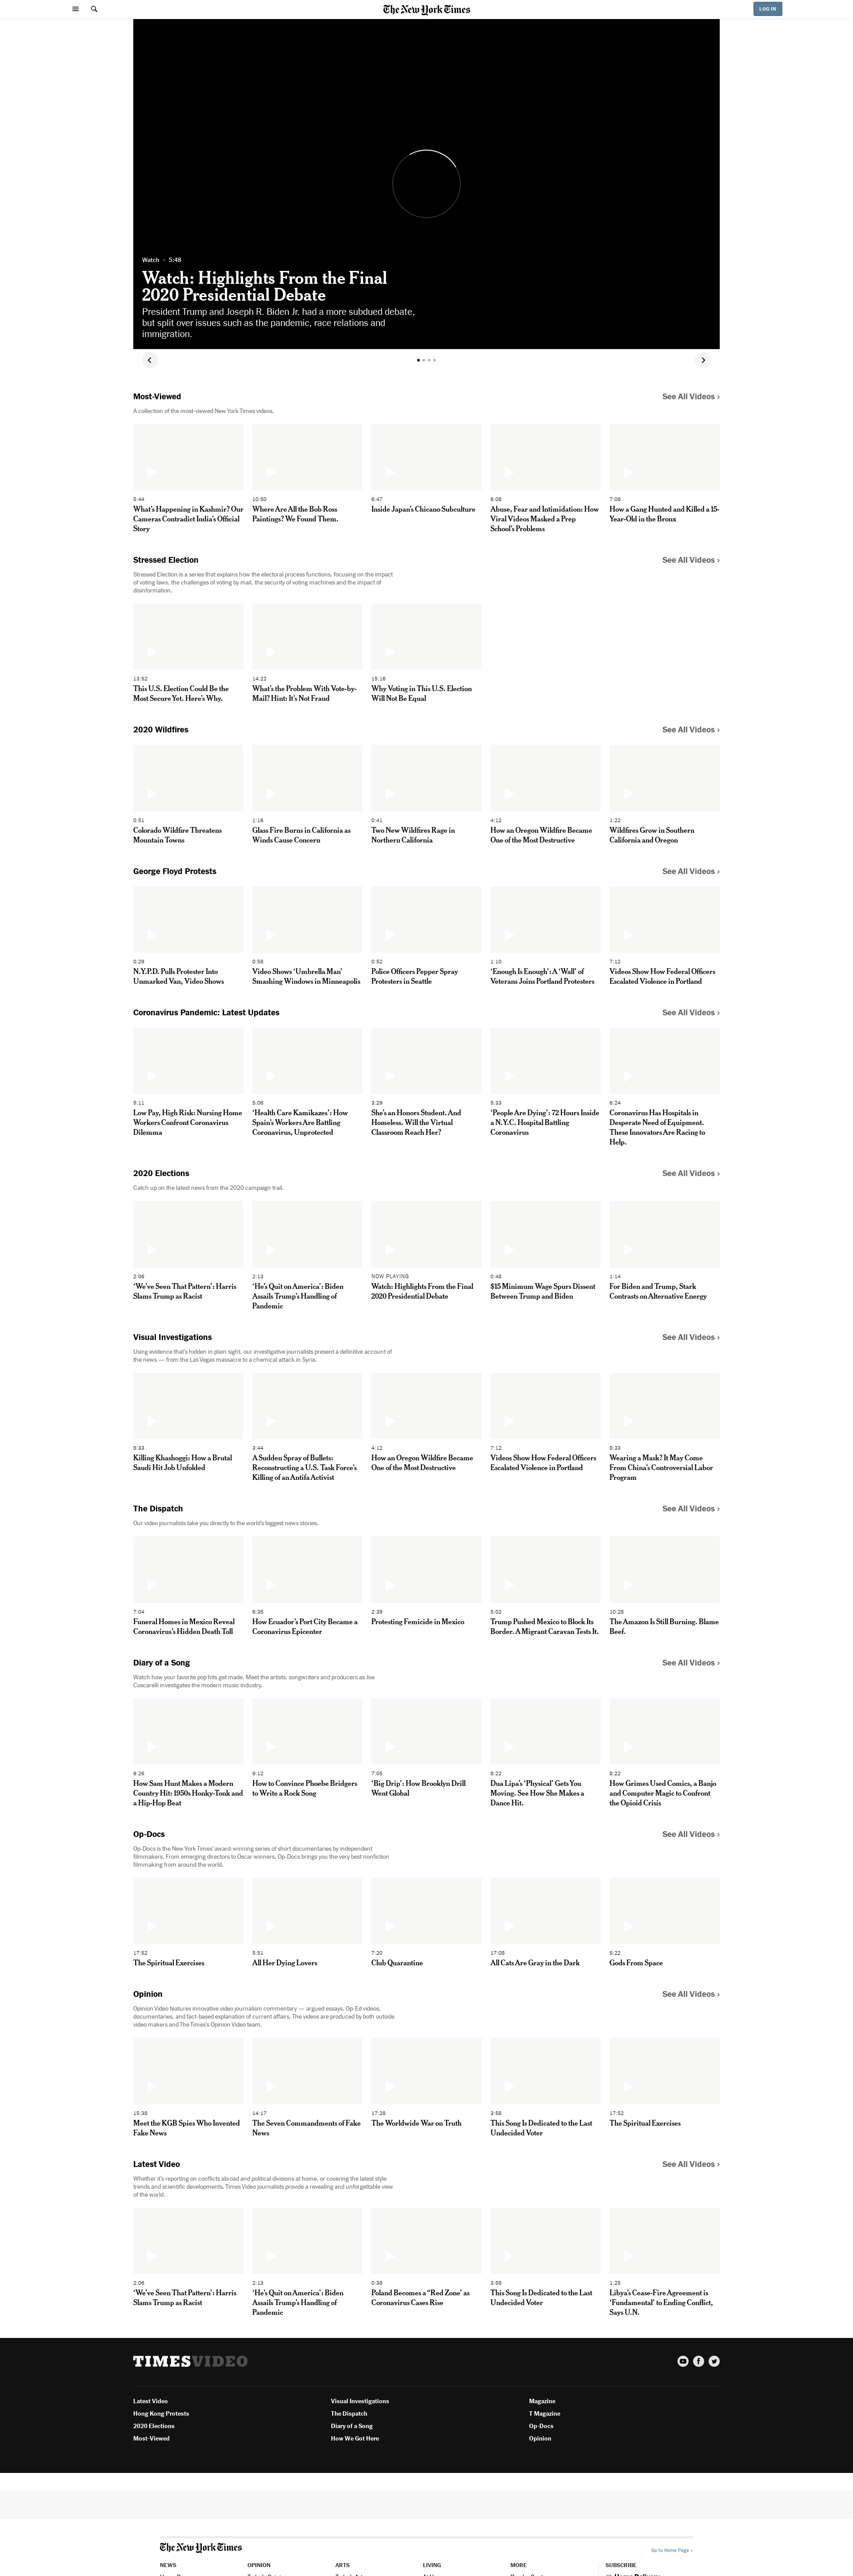 The New York Times
LOG IN
Watch • 5:48
Watch: Highlights From the Final
2020 Presidential Debate
President Trump and Joseph R. Biden Jr. had a more subdued debate,
but split over issues such as the pandemic, race relations and
immigration.
Most-Viewed
See All Videos ›
A collection of the most-viewed New York Times videos.
5:44
What's Happening in Kashmir? Our
Cameras Contradict India's Official
Story
10:50
Where Are All the Bob Ross
Paintings? We Found Them.
6:47
Inside Japan's Chicano Subculture
6:08
Abuse, Fear and Intimidation: How
Viral Videos Masked a Prep
School's Problems
7:08
How a Gang Hunted and Killed a 15-
Year-Old in the Bronx
Stressed Election
See All Videos ›
Stressed Election is a series that explains how the electoral process functions, focusing on the impact
of voting laws, the challenges of voting by mail, the security of voting machines and the impact of
disinformation.
13:52
This U.S. Election Could Be the
Most Secure Yet. Here's Why.
14:22
What's the Problem With Vote-by-
Mail? Hint: It's Not Fraud
15:16
Why Voting in This U.S. Election
Will Not Be Equal
2020 Wildfires
See All Videos ›
0:51
Colorado Wildfire Threatens
Mountain Towns
1:16
Glass Fire Burns in California as
Winds Cause Concern
0:41
Two New Wildfires Rage in
Northern California
4:12
How an Oregon Wildfire Became
One of the Most Destructive
1:22
Wildfires Grow in Southern
California and Oregon
George Floyd Protests
See All Videos ›
0:29
N.Y.P.D. Pulls Protester Into
Unmarked Van, Video Shows
0:58
Video Shows 'Umbrella Man'
Smashing Windows in Minneapolis
0:52
Police Officers Pepper Spray
Protesters in Seattle
1:10
'Enough Is Enough': A 'Wall' of
Veterans Joins Portland Protesters
7:12
Videos Show How Federal Officers
Escalated Violence in Portland
Coronavirus Pandemic: Latest Updates
See All Videos ›
5:11
Low Pay, High Risk: Nursing Home
Workers Confront Coronavirus
Dilemma
5:06
'Health Care Kamikazes': How
Spain's Workers Are Battling
Coronavirus, Unprotected
3:29
She's an Honors Student. And
Homeless. Will the Virtual
Classroom Reach Her?
5:33
'People Are Dying': 72 Hours Inside
a N.Y.C. Hospital Battling
Coronavirus
6:24
Coronavirus Has Hospitals in
Desperate Need of Equipment.
These Innovators Are Racing to
Help.
2020 Elections
See All Videos ›
Catch up on the latest news from the 2020 campaign trail.
2:06
'We've Seen That Pattern': Harris
Slams Trump as Racist
2:13
'He's Quit on America': Biden
Assails Trump's Handling of
Pandemic
NOW PLAYING
Watch: Highlights From the Final
2020 Presidential Debate
0:48
$15 Minimum Wage Spurs Dissent
Between Trump and Biden
1:14
For Biden and Trump, Stark
Contrasts on Alternative Energy
Visual Investigations
See All Videos ›
Using evidence that's hidden in plain sight, our investigative journalists present a definitive account of
the news — from the Las Vegas massacre to a chemical attack in Syria.
8:33
Killing Khashoggi: How a Brutal
Saudi Hit Job Unfolded
3:44
A Sudden Spray of Bullets:
Reconstructing a U.S. Task Force's
Killing of an Antifa Activist
4:12
How an Oregon Wildfire Became
One of the Most Destructive
7:12
Videos Show How Federal Officers
Escalated Violence in Portland
8:33
Wearing a Mask? It May Come
From China's Controversial Labor
Program
The Dispatch
See All Videos ›
Our video journalists take you directly to the world's biggest news stories.
7:04
Funeral Homes in Mexico Reveal
Coronavirus's Hidden Death Toll
6:35
How Ecuador's Port City Became a
Coronavirus Epicenter
2:39
Protesting Femicide in Mexico
5:02
Trump Pushed Mexico to Block Its
Border. A Migrant Caravan Tests It.
10:28
The Amazon Is Still Burning. Blame
Beef.
Diary of a Song
See All Videos ›
Watch how your favorite pop hits get made. Meet the artists, songwriters and producers as Joe
Coscarelli investigates the modern music industry.
9:26
How Sam Hunt Makes a Modern
Country Hit: 1950s Honky-Tonk and
a Hip-Hop Beat
9:12
How to Convince Phoebe Bridgers
to Write a Rock Song
7:05
'Big Drip': How Brooklyn Drill
Went Global
8:22
Dua Lipa's 'Physical' Gets You
Moving. See How She Makes a
Dance Hit.
8:22
How Grimes Used Comics, a Banjo
and Computer Magic to Confront
the Opioid Crisis
Op-Docs
See All Videos ›
Op-Docs is the New York Times' award-winning series of short documentaries by independent
filmmakers. From emerging directors to Oscar winners, Op-Docs brings you the very best nonfiction
filmmaking from around the world.
17:52
The Spiritual Exercises
5:51
All Her Dying Lovers
7:20
Club Quarantine
17:08
All Cats Are Gray in the Dark
5:22
Gods From Space
Opinion
See All Videos ›
Opinion Video features innovative video journalism commentary — argued essays, Op-Ed videos,
documentaries, and fact-based explanation of current affairs. The videos are produced by both outside
video makers and The Times's Opinion Video team.
15:38
Meet the KGB Spies Who Invented
Fake News
14:17
The Seven Commandments of Fake
News
17:28
The Worldwide War on Truth
3:58
This Song Is Dedicated to the Last
Undecided Voter
17:52
The Spiritual Exercises
Latest Video
See All Videos ›
Whether it's reporting on conflicts abroad and political divisions at home, or covering the latest style
trends and scientific developments, Times Video journalists provide a revealing and unforgettable view
of the world.
2:06
'We've Seen That Pattern': Harris
Slams Trump as Racist
2:13
'He's Quit on America': Biden
Assails Trump's Handling of
Pandemic
0:38
Poland Becomes a "Red Zone' as
Coronavirus Cases Rise
3:58
This Song Is Dedicated to the Last
Undecided Voter
1:25
Libya's Cease-Fire Agreement is
'Fundamental' to Ending Conflict,
Says U.N.
TIMESVIDEO
Latest Video
Hong Kong Protests
2020 Elections
Most-Viewed
Visual Investigations
The Dispatch
Diary of a Song
How We Got Here
Magazine
T Magazine
Op-Docs
Opinion
The New York Times
Go to Home Page »
NEWS
OPINION
ARTS
LIVING
MORE
SUBSCRIBE